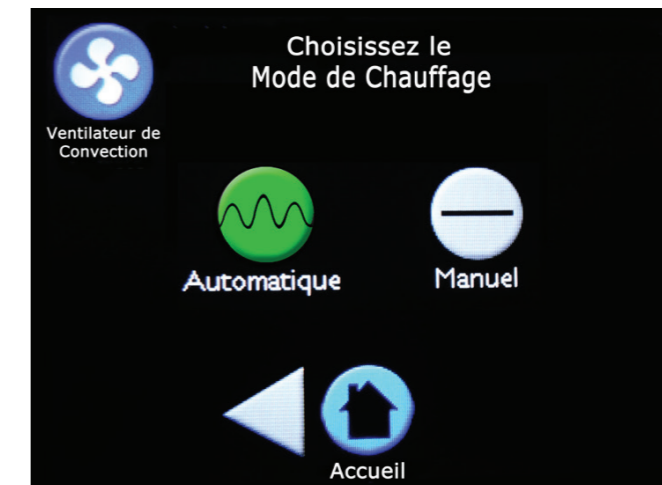 Choisissez le
Mode de Chauffage
Ventilateur de
Convection
Automatique
Manuel
Accueil